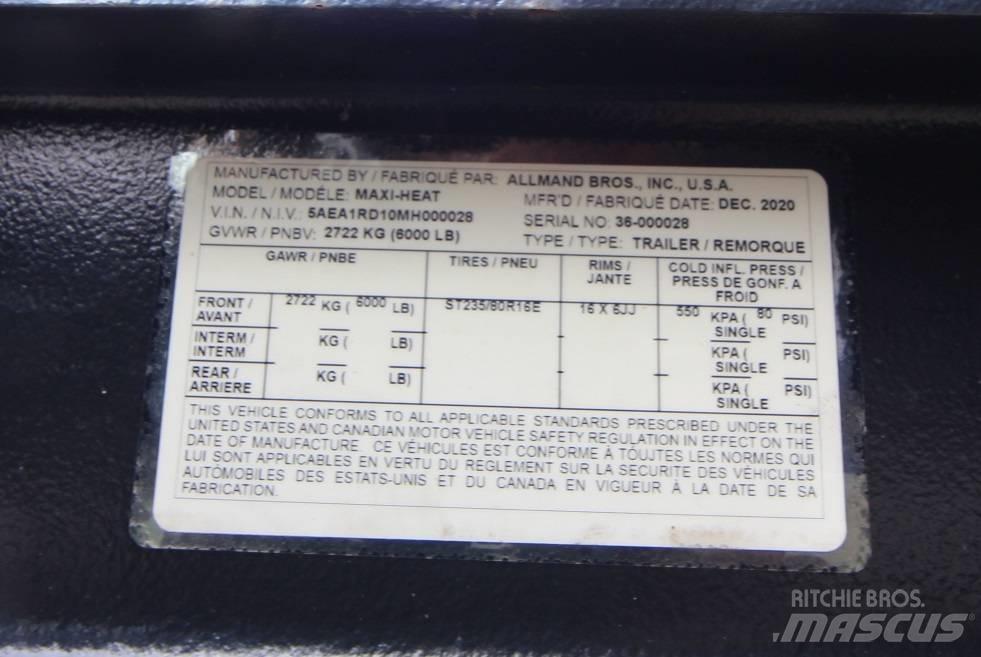 MANUFACTURED BY / FABRIQUÉ PAR: ALLMAND BROS., INC., U.S.A.
MODEL / MODÉLE: MAXI-HEAT MFR'D / FABRIQUÉ DATE: DEC. 2020
V.I.N. / N.I.V.: 5AEA1RD10MH000028 SERIAL NO: 36-000028
GVWR / PNBV: 2722 KG (6000 LB) TYPE / TYPE: TRAILER / REMORQUE
GAWR / PNBE TIRES / PNEU RIMS / JANTE COLD INFL. PRESS / PRESS DE GONF. A FROID
FRONT / AVANT 2722 KG ( 6000 LB) ST235/80R16E 16 X 6JJ 550 KPA ( 80 PSI) SINGLE
INTERM / INTERM KG ( LB) KPA ( PSI) SINGLE
REAR / ARRIERE KG ( LB) KPA ( PSI) SINGLE
THIS VEHICLE CONFORMS TO ALL APPLICABLE STANDARDS PRESCRIBED UNDER THE
UNITED STATES AND CANADIAN MOTOR VEHICLE SAFETY REGULATION IN EFFECT ON THE
DATE OF MANUFACTURE. CE VÉHICULES EST CONFORME À TOUJTES LES NORMES QUI
LUI SONT APPLICABLES EN VERTU DU REGLEMENT SUR LA SECURITE DES VÉHICULES
AUTOMOBILES DES ESTATS-UNIS ET DU CANADA EN VIGUEUR À LA DATE DE SA
FABRICATION.
RITCHIE BROS.
MASCUS